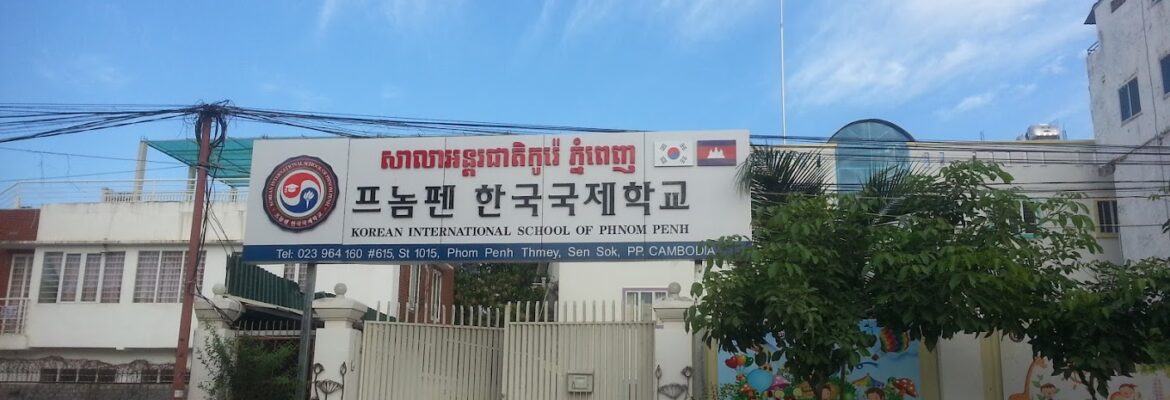 សាលាអន្តរជាតិកូរ៉េ ភ្នំពេញ
프놈펜 한국국제학교
KOREAN INTERNATIONAL SCHOOL OF PHNOM PENH
Tel: 023 964 160 #615, St 1015, Phom Penh Thmey, Sen Sok, PP. CAMBODIA